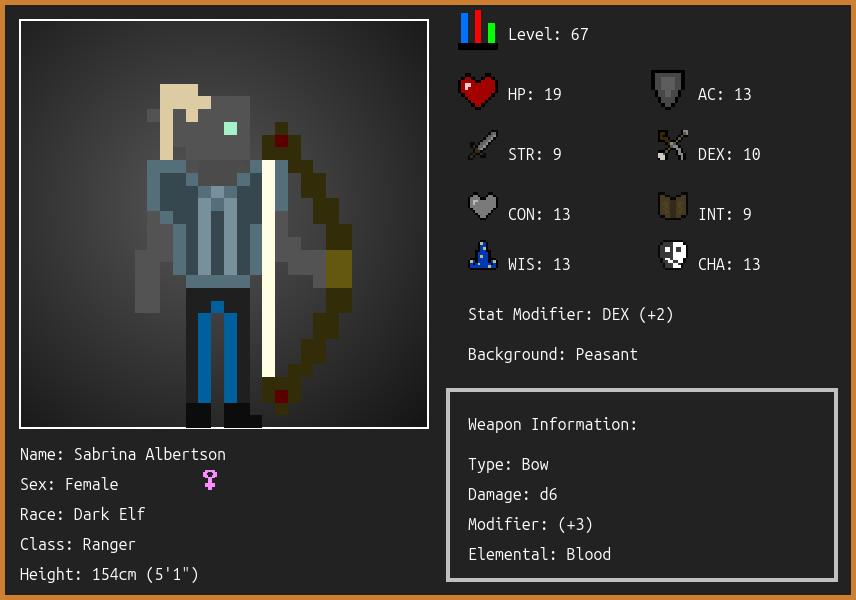 Level: 67
HP: 19
AC: 13
STR: 9
DEX: 10
CON: 13
INT: 9
WIS: 13
CHA: 13
Stat Modifier: DEX (+2)
Background: Peasant
Weapon Information:
Type: Bow
Damage: d6
Modifier: (+3)
Elemental: Blood
Name: Sabrina Albertson
Sex: Female
Race: Dark Elf
Class: Ranger
Height: 154cm (5'1")